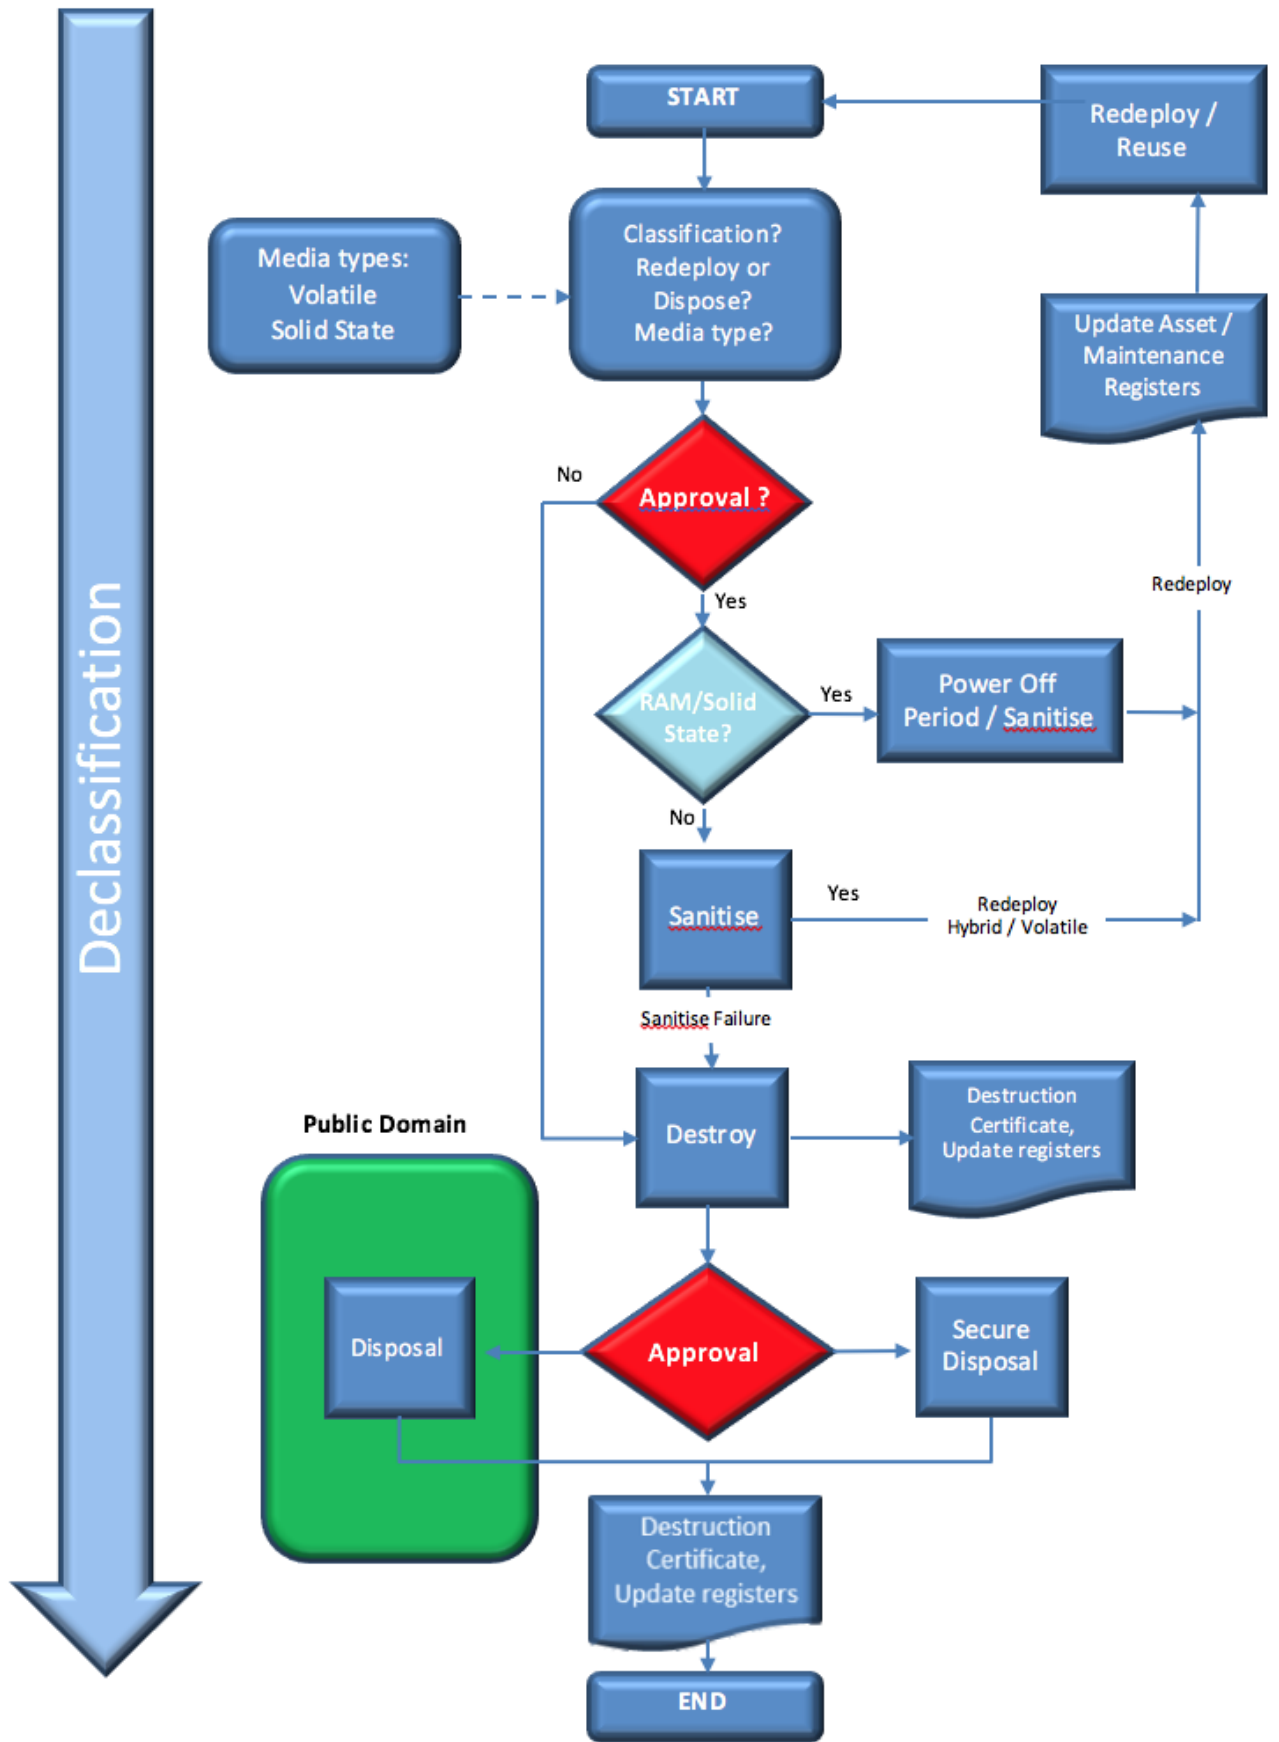 START
Redeploy /
Reuse
Classification?
Redeploy or
Dispose?
Media type?
Media types:
Volatile
Solid State
Update Asset /
Maintenance
Registers
No
Approval ?
Yes
Redeploy
RAM/Solid
State?
Yes
Power Off
Period / Sanitise
No
Sanitise
Yes
Redeploy
Hybrid / Volatile
Sanitise Failure
Declassification
Destroy
Destruction
Certificate,
Update registers
Public Domain
Disposal
Approval
Secure
Disposal
Destruction
Certificate,
Update registers
END